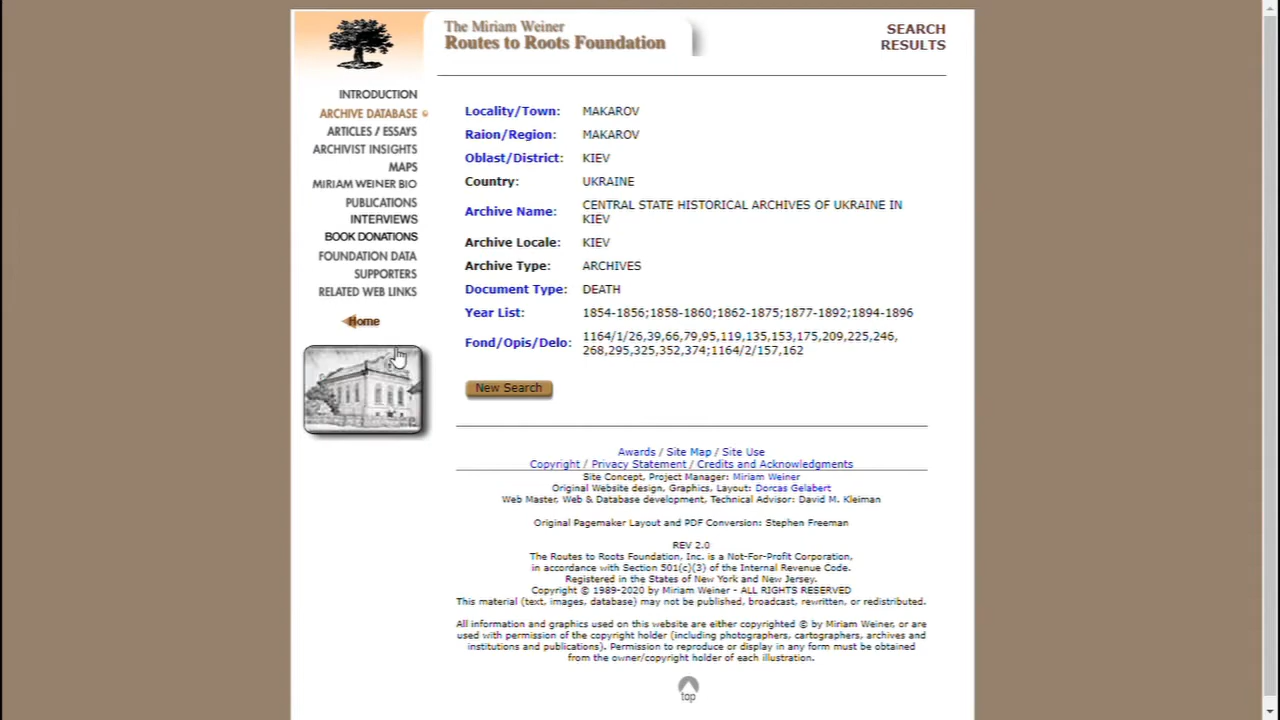 The Miriam Weiner
Routes to Roots Foundation
SEARCH
RESULTS
INTRODUCTION
ARCHIVE DATABASE
ARTICLES / ESSAYS
ARCHIVIST INSIGHTS
MAPS
MIRIAM WEINER BIO
PUBLICATIONS
INTERVIEWS
BOOK DONATIONS
FOUNDATION DATA
SUPPORTERS
RELATED WEB LINKS
Home
Locality/Town: MAKAROV
Raion/Region: MAKAROV
Oblast/District: KIEV
Country: UKRAINE
Archive Name: CENTRAL STATE HISTORICAL ARCHIVES OF UKRAINE IN
KIEV
Archive Locale: KIEV
Archive Type: ARCHIVES
Document Type: DEATH
Year List: 1854-1856;1858-1860;1862-1875;1877-1892;1894-1896
Fond/Opis/Delo: 1164/1/26,39,66,79,95,119,135,153,175,209,225,246,
268,295,325,352,374;1164/2/157,162
New Search
Awards / Site Map / Site Use
Copyright / Privacy Statement / Credits and Acknowledgments
Site Concept, Project Manager: Miriam Weiner
Original Website design, Graphics, Layout: Dorcas Gelabert
Web Master, Web & Database development, Technical Advisor: David M. Kleiman
Original Pagemaker Layout and PDF Conversion: Stephen Freeman
REV 2.0
The Routes to Roots Foundation, Inc. is a Not-For-Profit Corporation,
in accordance with Section 501(c)(3) of the Internal Revenue Code.
Registered in the States of New York and New Jersey.
Copyright © 1989-2020 by Miriam Weiner - ALL RIGHTS RESERVED
This material (text, images, database) may not be published, broadcast, rewritten, or redistributed.
All information and graphics used on this website are either copyrighted © by Miriam Weiner, or are
used with permission of the copyright holder (including photographers, cartographers, archives and
institutions and publications). Permission to reproduce or display in any form must be obtained
from the owner/copyright holder of each illustration.
top